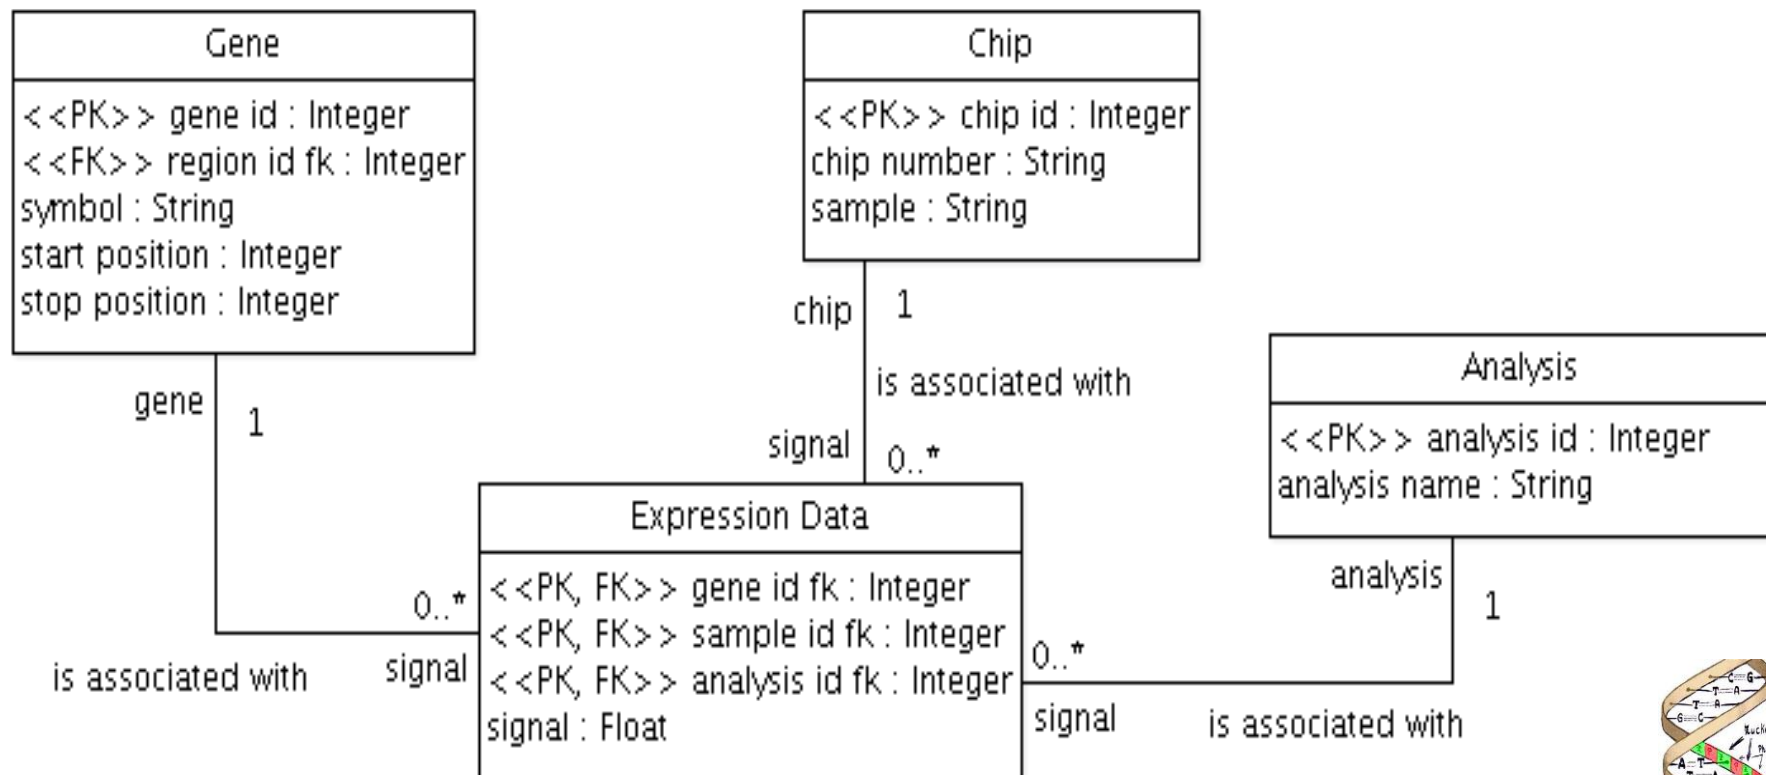 Gene
<<PK>> gene id : Integer
<<FK>> region id fk : Integer
symbol : String
start position : Integer
stop position : Integer
Chip
<<PK>> chip id : Integer
chip number : String
sample : String
chip
1
is associated with
signal
0..*
gene
1
0..*
is associated with
signal
Expression Data
<<PK, FK>> gene id fk : Integer
<<PK, FK>> sample id fk : Integer
<<PK, FK>> analysis id fk : Integer
signal : Float
Analysis
<<PK>> analysis id : Integer
analysis name : String
analysis
1
0..*
signal
is associated with
C G
T A
T A
G C
A T